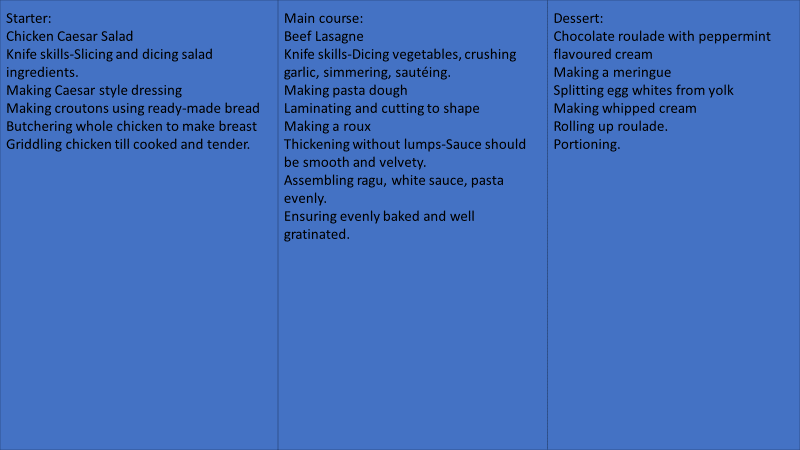 Starter:
Chicken Caesar Salad
Knife skills-Slicing and dicing salad
ingredients.
Making Caesar style dressing
Making croutons using ready-made bread
Butchering whole chicken to make breast
Griddling chicken till cooked and tender.
Main course:
Beef Lasagne
Knife skills-Dicing vegetables, crushing
garlic, simmering, sautéing.
Making pasta dough
Laminating and cutting to shape
Making a roux
Thickening without lumps-Sauce should
be smooth and velvety.
Assembling ragu, white sauce, pasta
evenly.
Ensuring evenly baked and well
gratinated.
Dessert:
Chocolate roulade with peppermint
flavoured cream
Making a meringue
Splitting egg whites from yolk
Making whipped cream
Rolling up roulade.
Portioning.